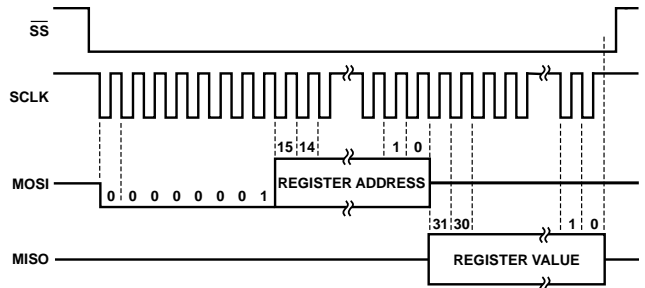 SS
SCLK
15 14 1 0
MOSI 0 0 0 0 0 0 0 1 REGISTER ADDRESS
31 30 1 0
MISO REGISTER VALUE